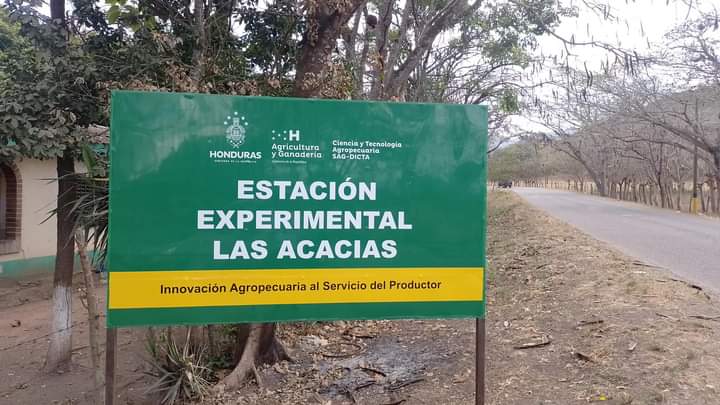 HONDURAS
Agricultura
y Ganadería
Ciencia y Tecnología
Agropecuaria
SAG-DICTA
ESTACIÓN
EXPERIMENTAL
LAS ACACIAS
Innovación Agropecuaria al Servicio del Productor